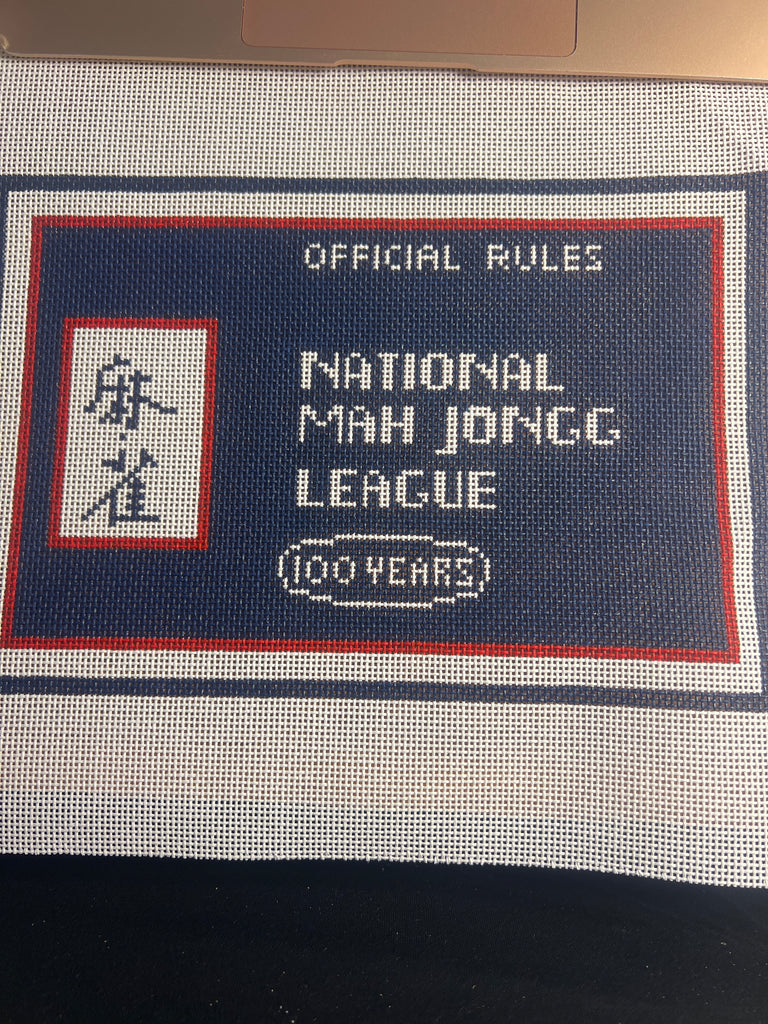 OFFICIAL RULES
麻
雀
NATIONAL
MAH JONGG
LEAGUE
100 YEARS